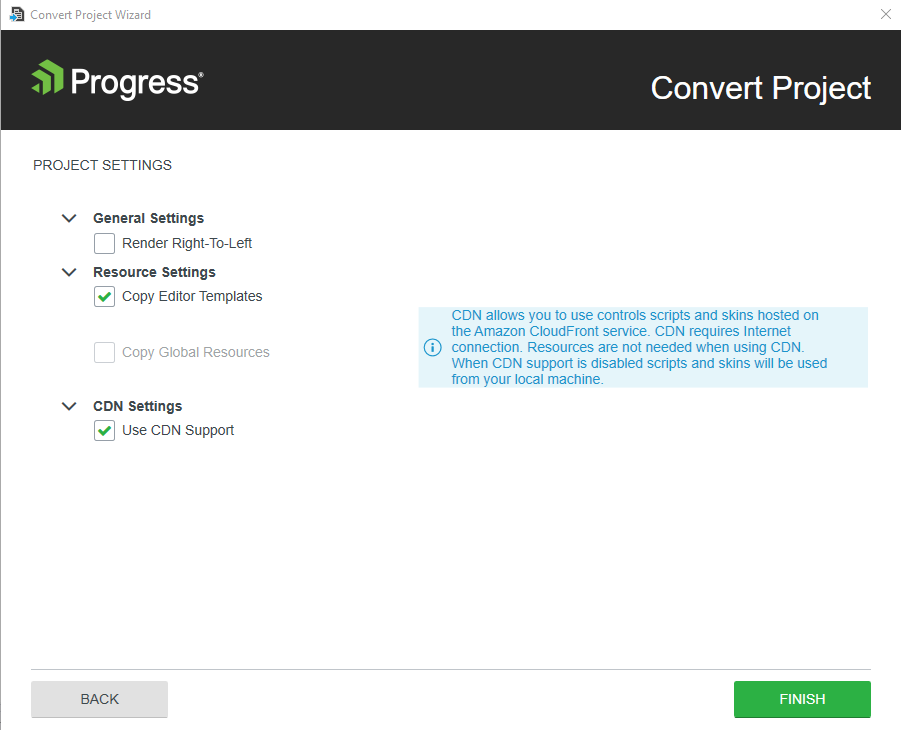 Convert Project Wizard
Progress®
Convert Project
PROJECT SETTINGS
General Settings
Render Right-To-Left
Resource Settings
Copy Editor Templates
Copy Global Resources
CDN allows you to use controls scripts and skins hosted on
the Amazon CloudFront service. CDN requires Internet
connection. Resources are not needed when using CDN.
When CDN support is disabled scripts and skins will be used
from your local machine.
CDN Settings
Use CDN Support
BACK
FINISH